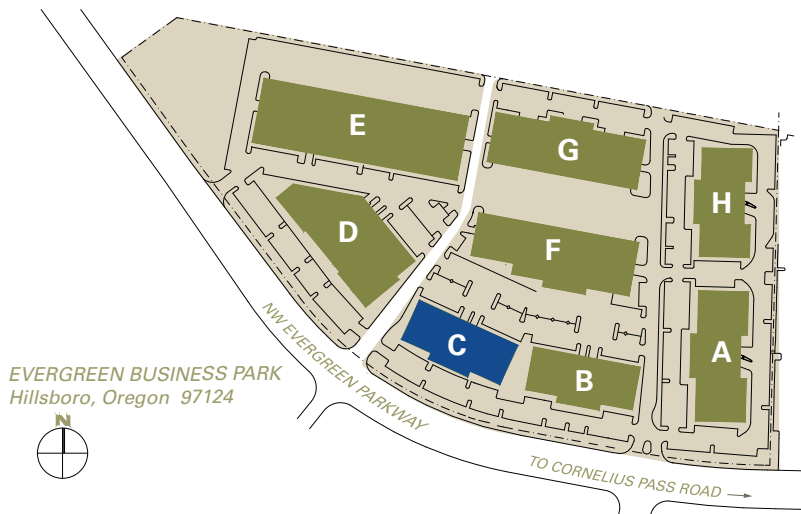 E
G
H
D
F
C
A
B
NW EVERGREEN PARKWAY
EVERGREEN BUSINESS PARK
Hillsboro, Oregon 97124
N
TO CORNELIUS PASS ROAD